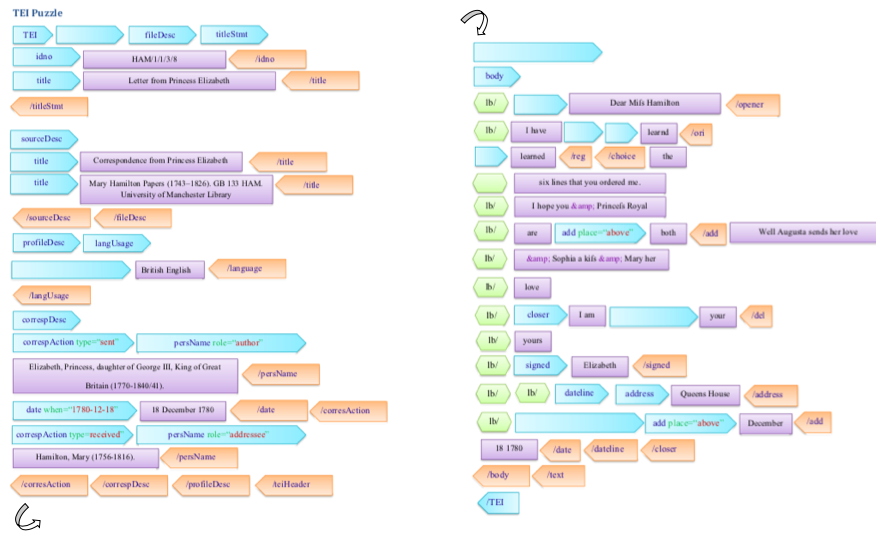 TEI Puzzle
TEI fileDesc titleStmt
idno HAM/1/1/3/8 /idno
title Letter from Princess Elizabeth /title
/titleStmt
sourceDesc
title Correspondence from Princess Elizabeth /title
title Mary Hamilton Papers (1743–1826). GB 133 HAM. /title
University of Manchester Library
/sourceDesc /fileDesc
profileDesc langUsage
British English /language
/langUsage
correspDesc
correspAction type="sent" persName role="author"
Elizabeth, Princess, daughter of George III, King of Great /persName
Britain (1770-1840/41).
date when="1780-12-18" 18 December 1780 /date /corresAction
correspAction type=received" persName role="addressee"
Hamilton, Mary (1756-1816). /persName
/corresAction /correspDesc /profileDesc /teiHeader
body
lb/ Dear Miſs Hamilton /opener
lb/ I have learnd /ori
learned /reg /choice the
six lines that you ordered me.
lb/ I hope you &amp; Princeſs Royal
lb/ are add place="above" both /add Well Augusta sends her love
lb/ &amp; Sophia a kiſs &amp; Mary her
lb/ love
lb/ closer I am your /del
lb/ yours
lb/ signed Elizabeth /signed
lb/ lb/ dateline address Queens House /address
lb/ add place="above" December /add
18 1780 /date /dateline /closer
/body /text
/TEI